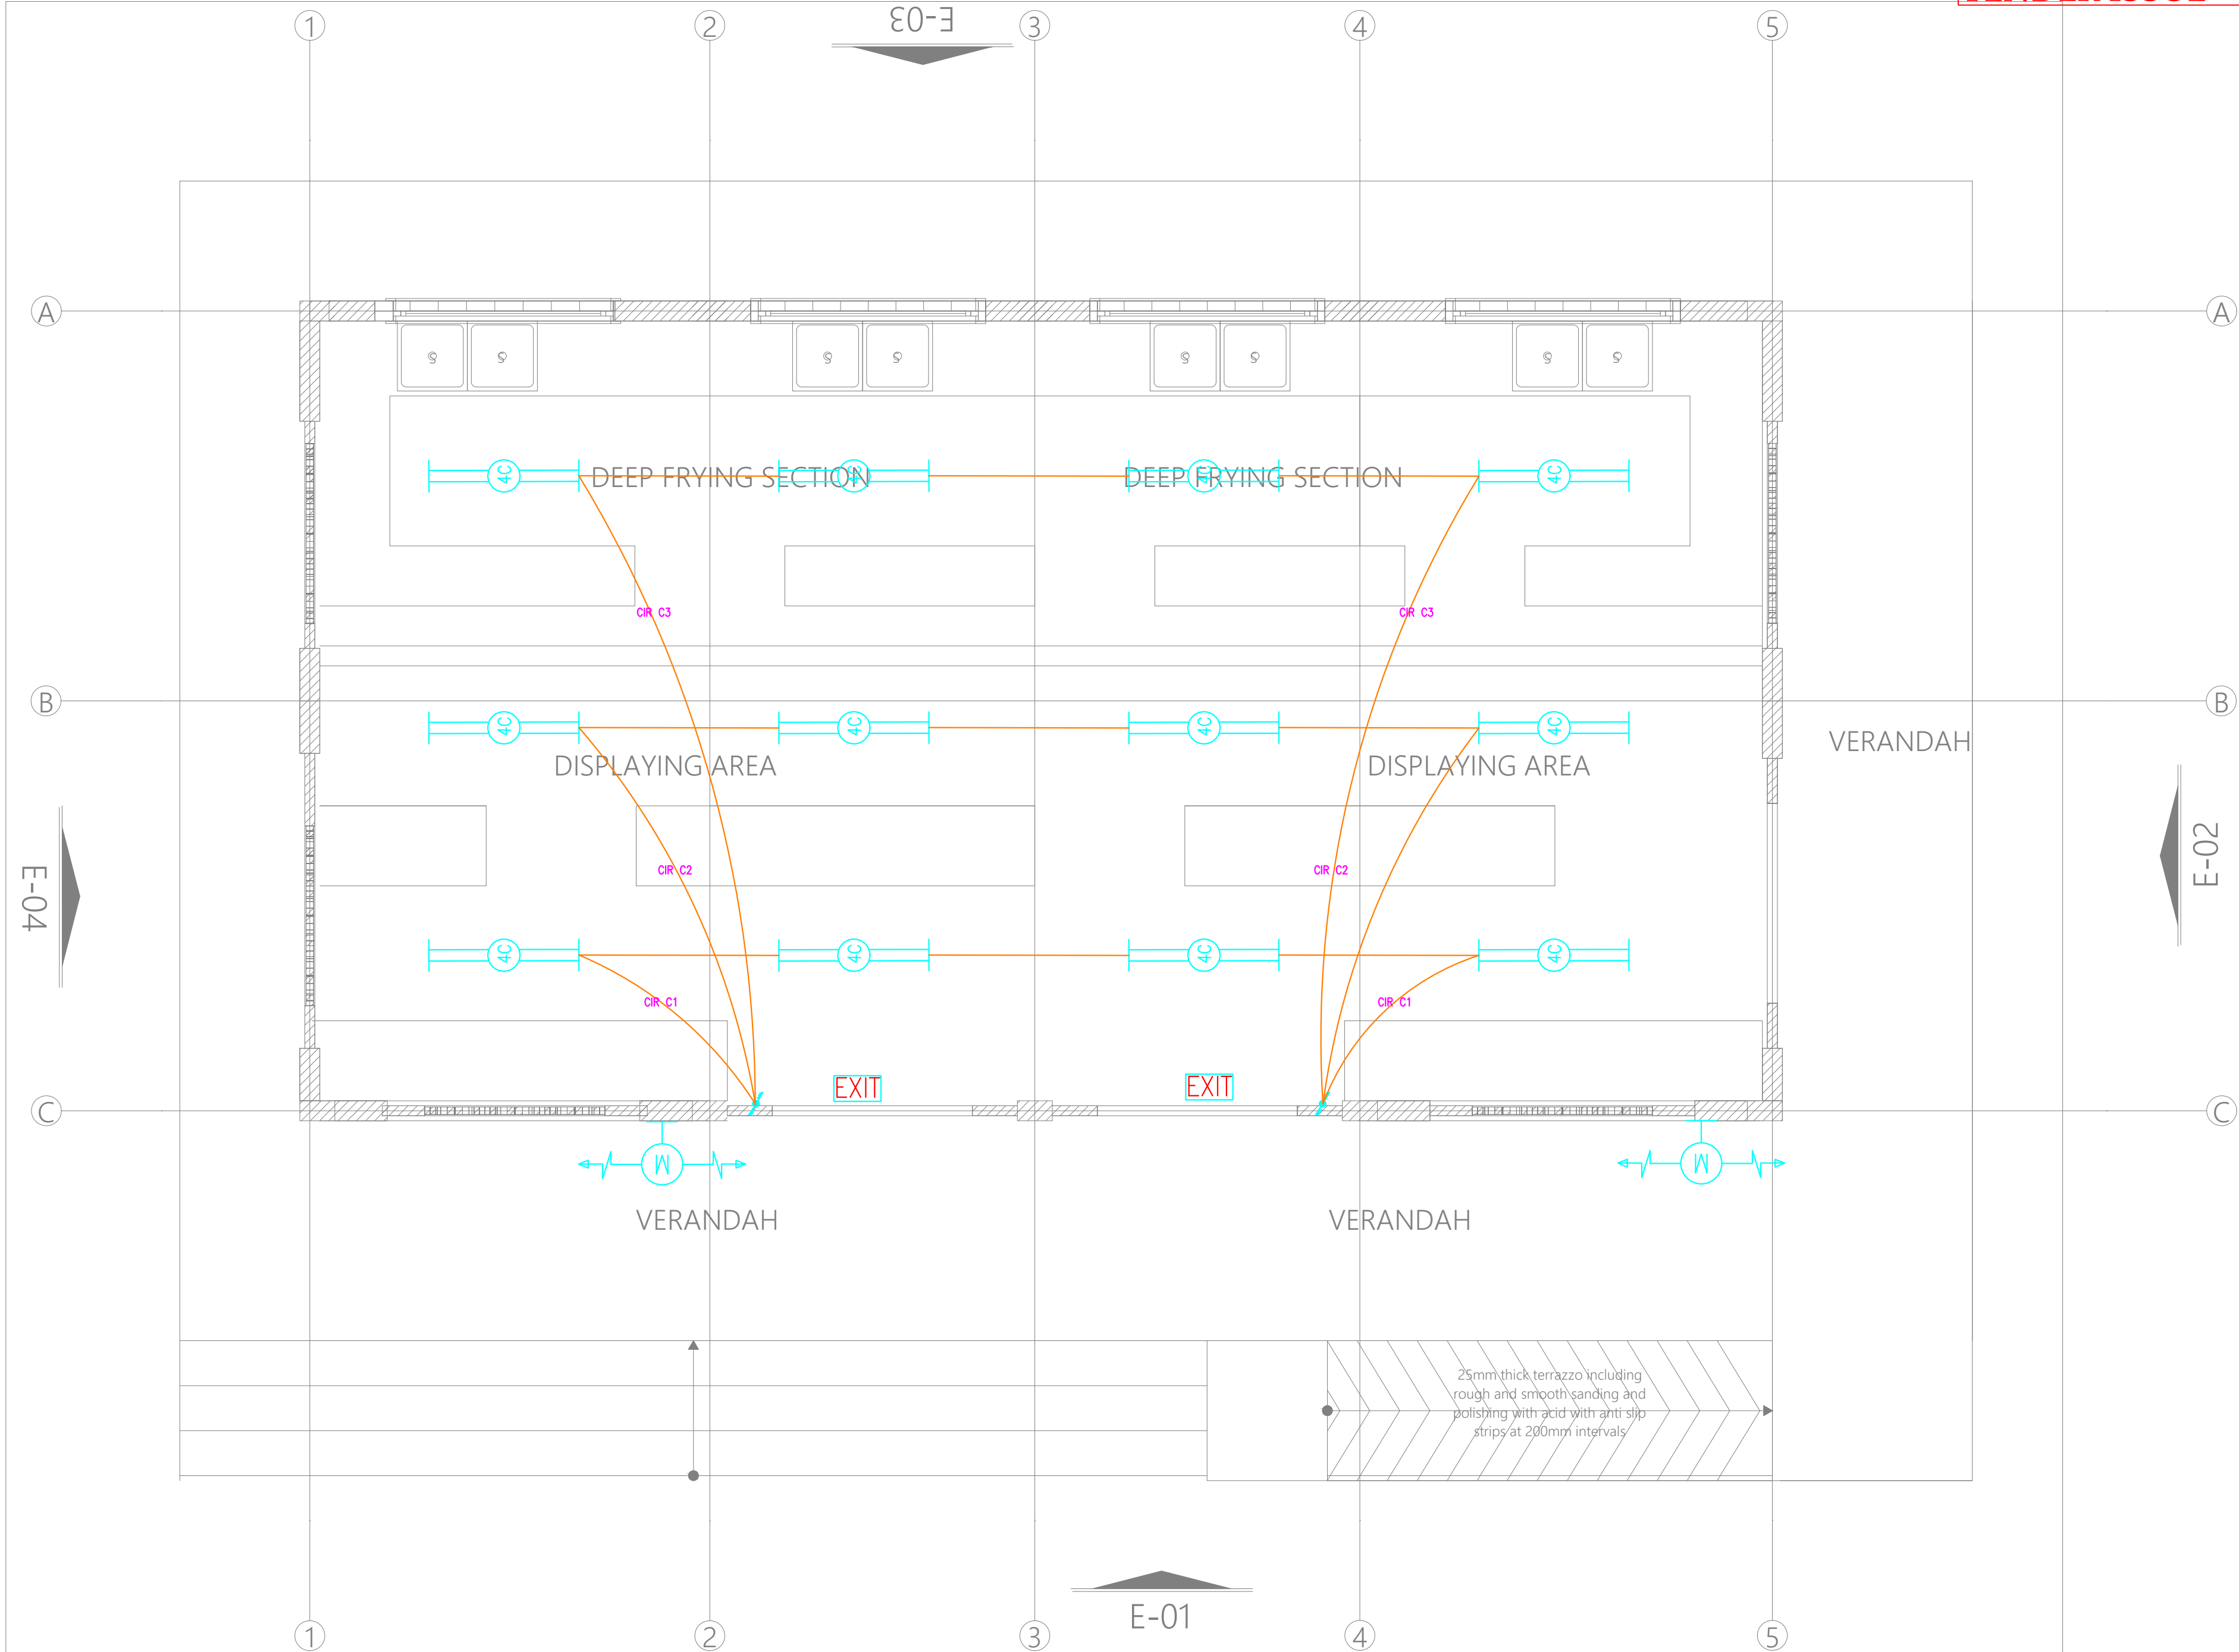 1
2
E-03
3
4
5
A
A
S
S
S
S
S
S
S
S
4C
DEEP FRYING SECTION
4C
DEEP FRYING SECTION
4C
4C
CIR C3
CIR C3
B
B
4C
4C
4C
4C
DISPLAYING AREA
DISPLAYING AREA
VERANDAH
E-04
E-02
CIR C2
CIR C2
4C
4C
4C
4C
CIR C1
CIR C1
EXIT
EXIT
C
C
M
M
VERANDAH
VERANDAH
25mm thick terrazzo including
rough and smooth sanding and
polishing with acid with anti slip
strips at 200mm intervals
E-01
1
2
3
4
5